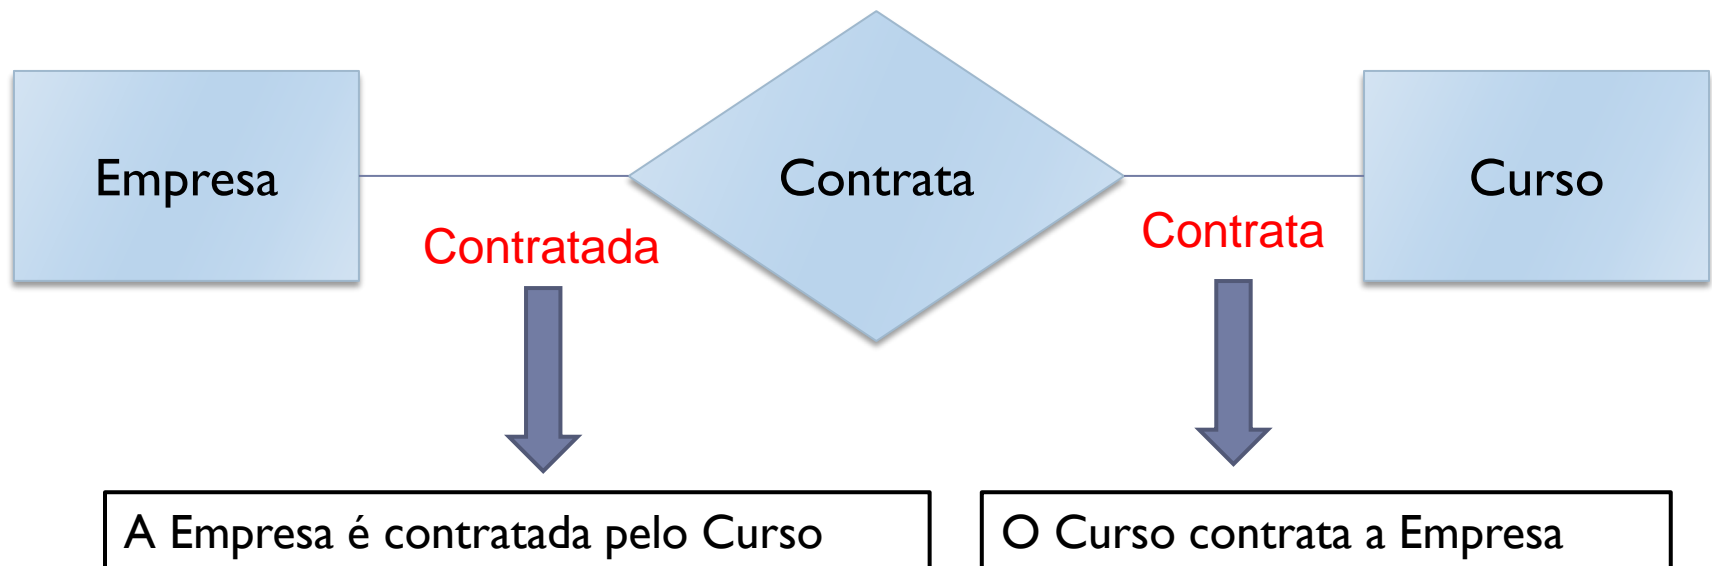 Empresa
Contrata
Curso
Contratada
Contrata
A Empresa é contratada pelo Curso
O Curso contrata a Empresa